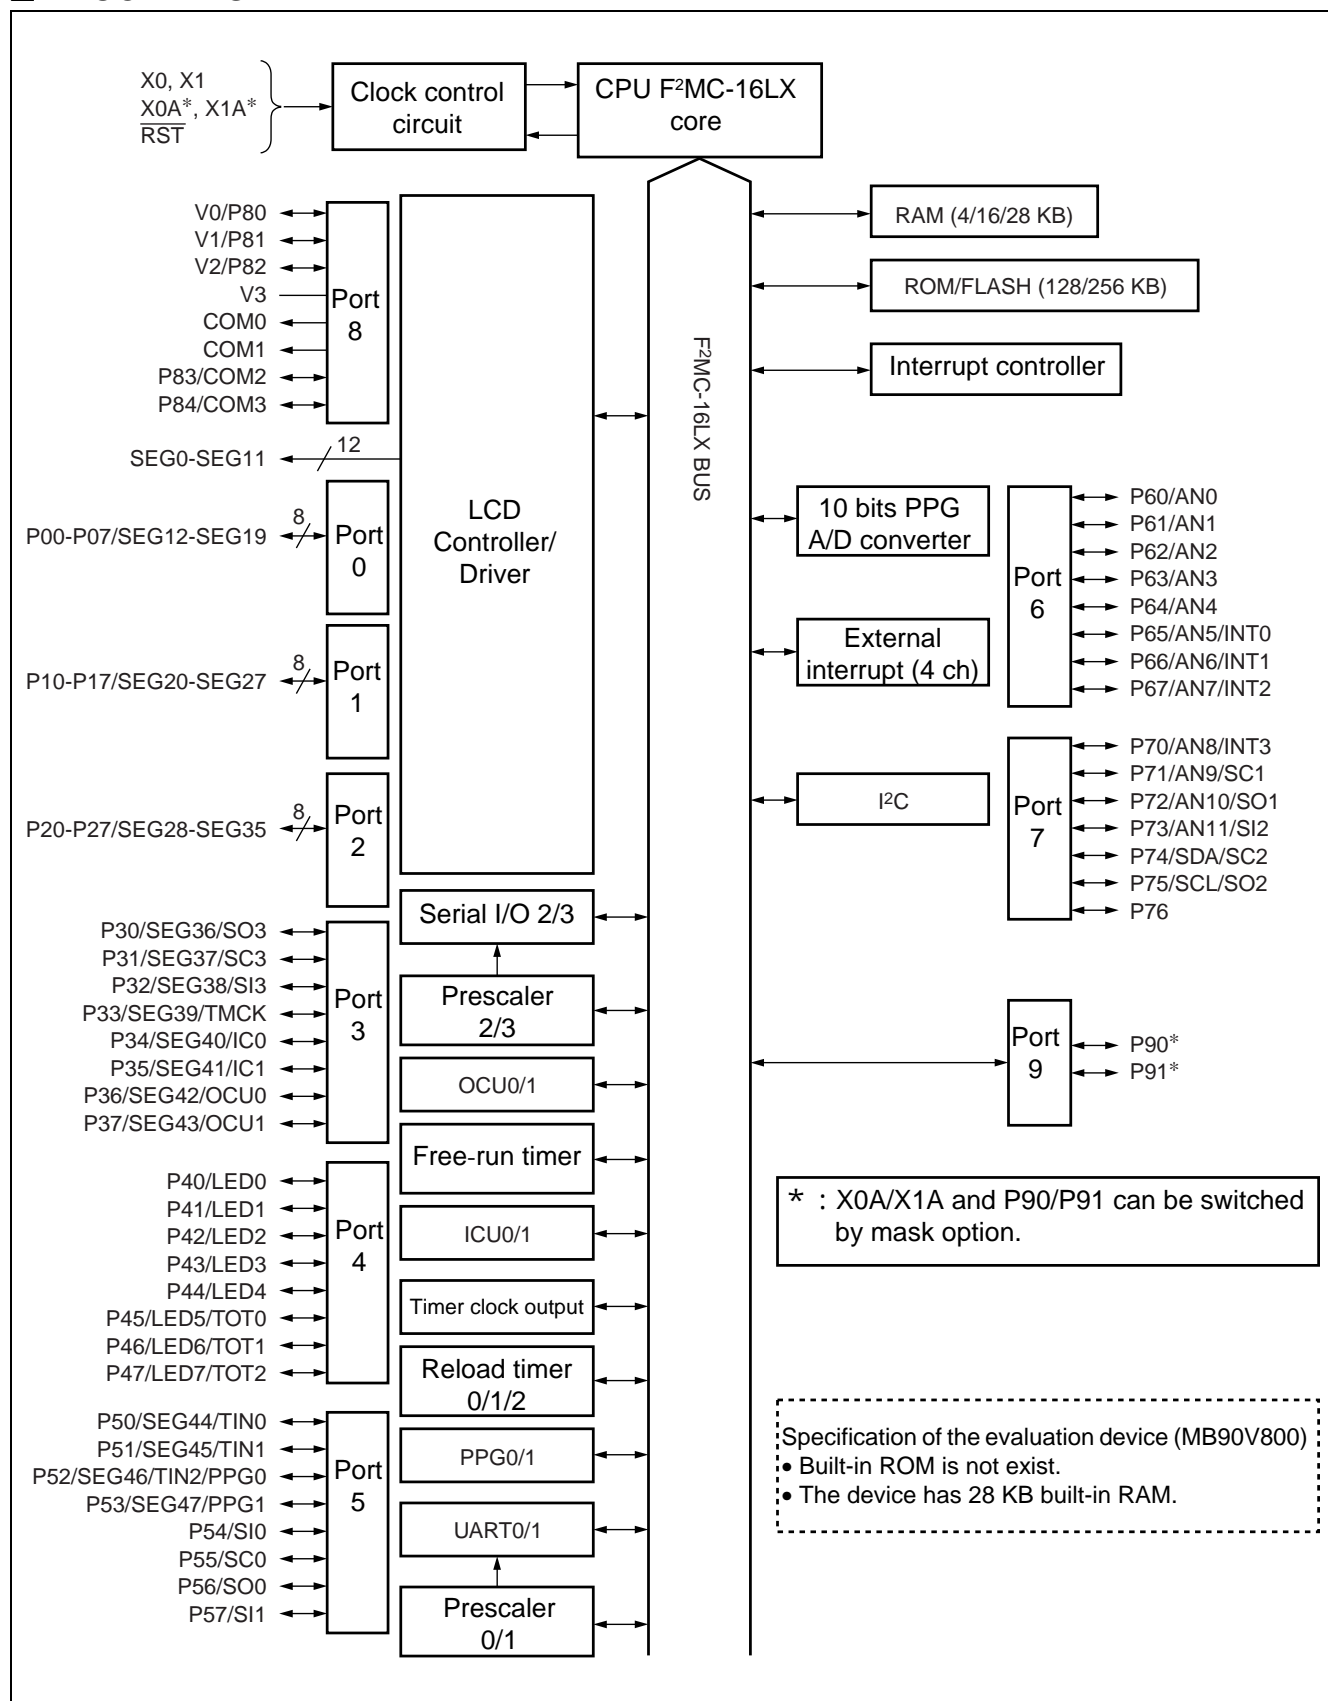 X0, X1
X0A*, X1A*
RST
Clock control
circuit
CPU F²MC-16LX
core
V0/P80
V1/P81
V2/P82
V3
COM0
COM1
P83/COM2
P84/COM3
Port
8
SEG0-SEG11
12
P00-P07/SEG12-SEG19
8
Port
0
P10-P17/SEG20-SEG27
8
Port
1
P20-P27/SEG28-SEG35
8
Port
2
LCD
Controller/
Driver
P30/SEG36/SO3
P31/SEG37/SC3
P32/SEG38/SI3
P33/SEG39/TMCK
P34/SEG40/IC0
P35/SEG41/IC1
P36/SEG42/OCU0
P37/SEG43/OCU1
Port
3
P40/LED0
P41/LED1
P42/LED2
P43/LED3
P44/LED4
P45/LED5/TOT0
P46/LED6/TOT1
P47/LED7/TOT2
Port
4
P50/SEG44/TIN0
P51/SEG45/TIN1
P52/SEG46/TIN2/PPG0
P53/SEG47/PPG1
P54/SI0
P55/SC0
P56/SO0
P57/SI1
Port
5
Serial I/O 2/3
Prescaler
2/3
OCU0/1
Free-run timer
ICU0/1
Timer clock output
Reload timer
0/1/2
PPG0/1
UART0/1
Prescaler
0/1
F²MC-16LX BUS
RAM (4/16/28 KB)
ROM/FLASH (128/256 KB)
Interrupt controller
10 bits PPG
A/D converter
External
interrupt (4 ch)
I²C
Port
6
P60/AN0
P61/AN1
P62/AN2
P63/AN3
P64/AN4
P65/AN5/INT0
P66/AN6/INT1
P67/AN7/INT2
Port
7
P70/AN8/INT3
P71/AN9/SC1
P72/AN10/SO1
P73/AN11/SI2
P74/SDA/SC2
P75/SCL/SO2
P76
Port
9
P90*
P91*
* : X0A/X1A and P90/P91 can be switched
by mask option.
Specification of the evaluation device (MB90V800)
• Built-in ROM is not exist.
• The device has 28 KB built-in RAM.